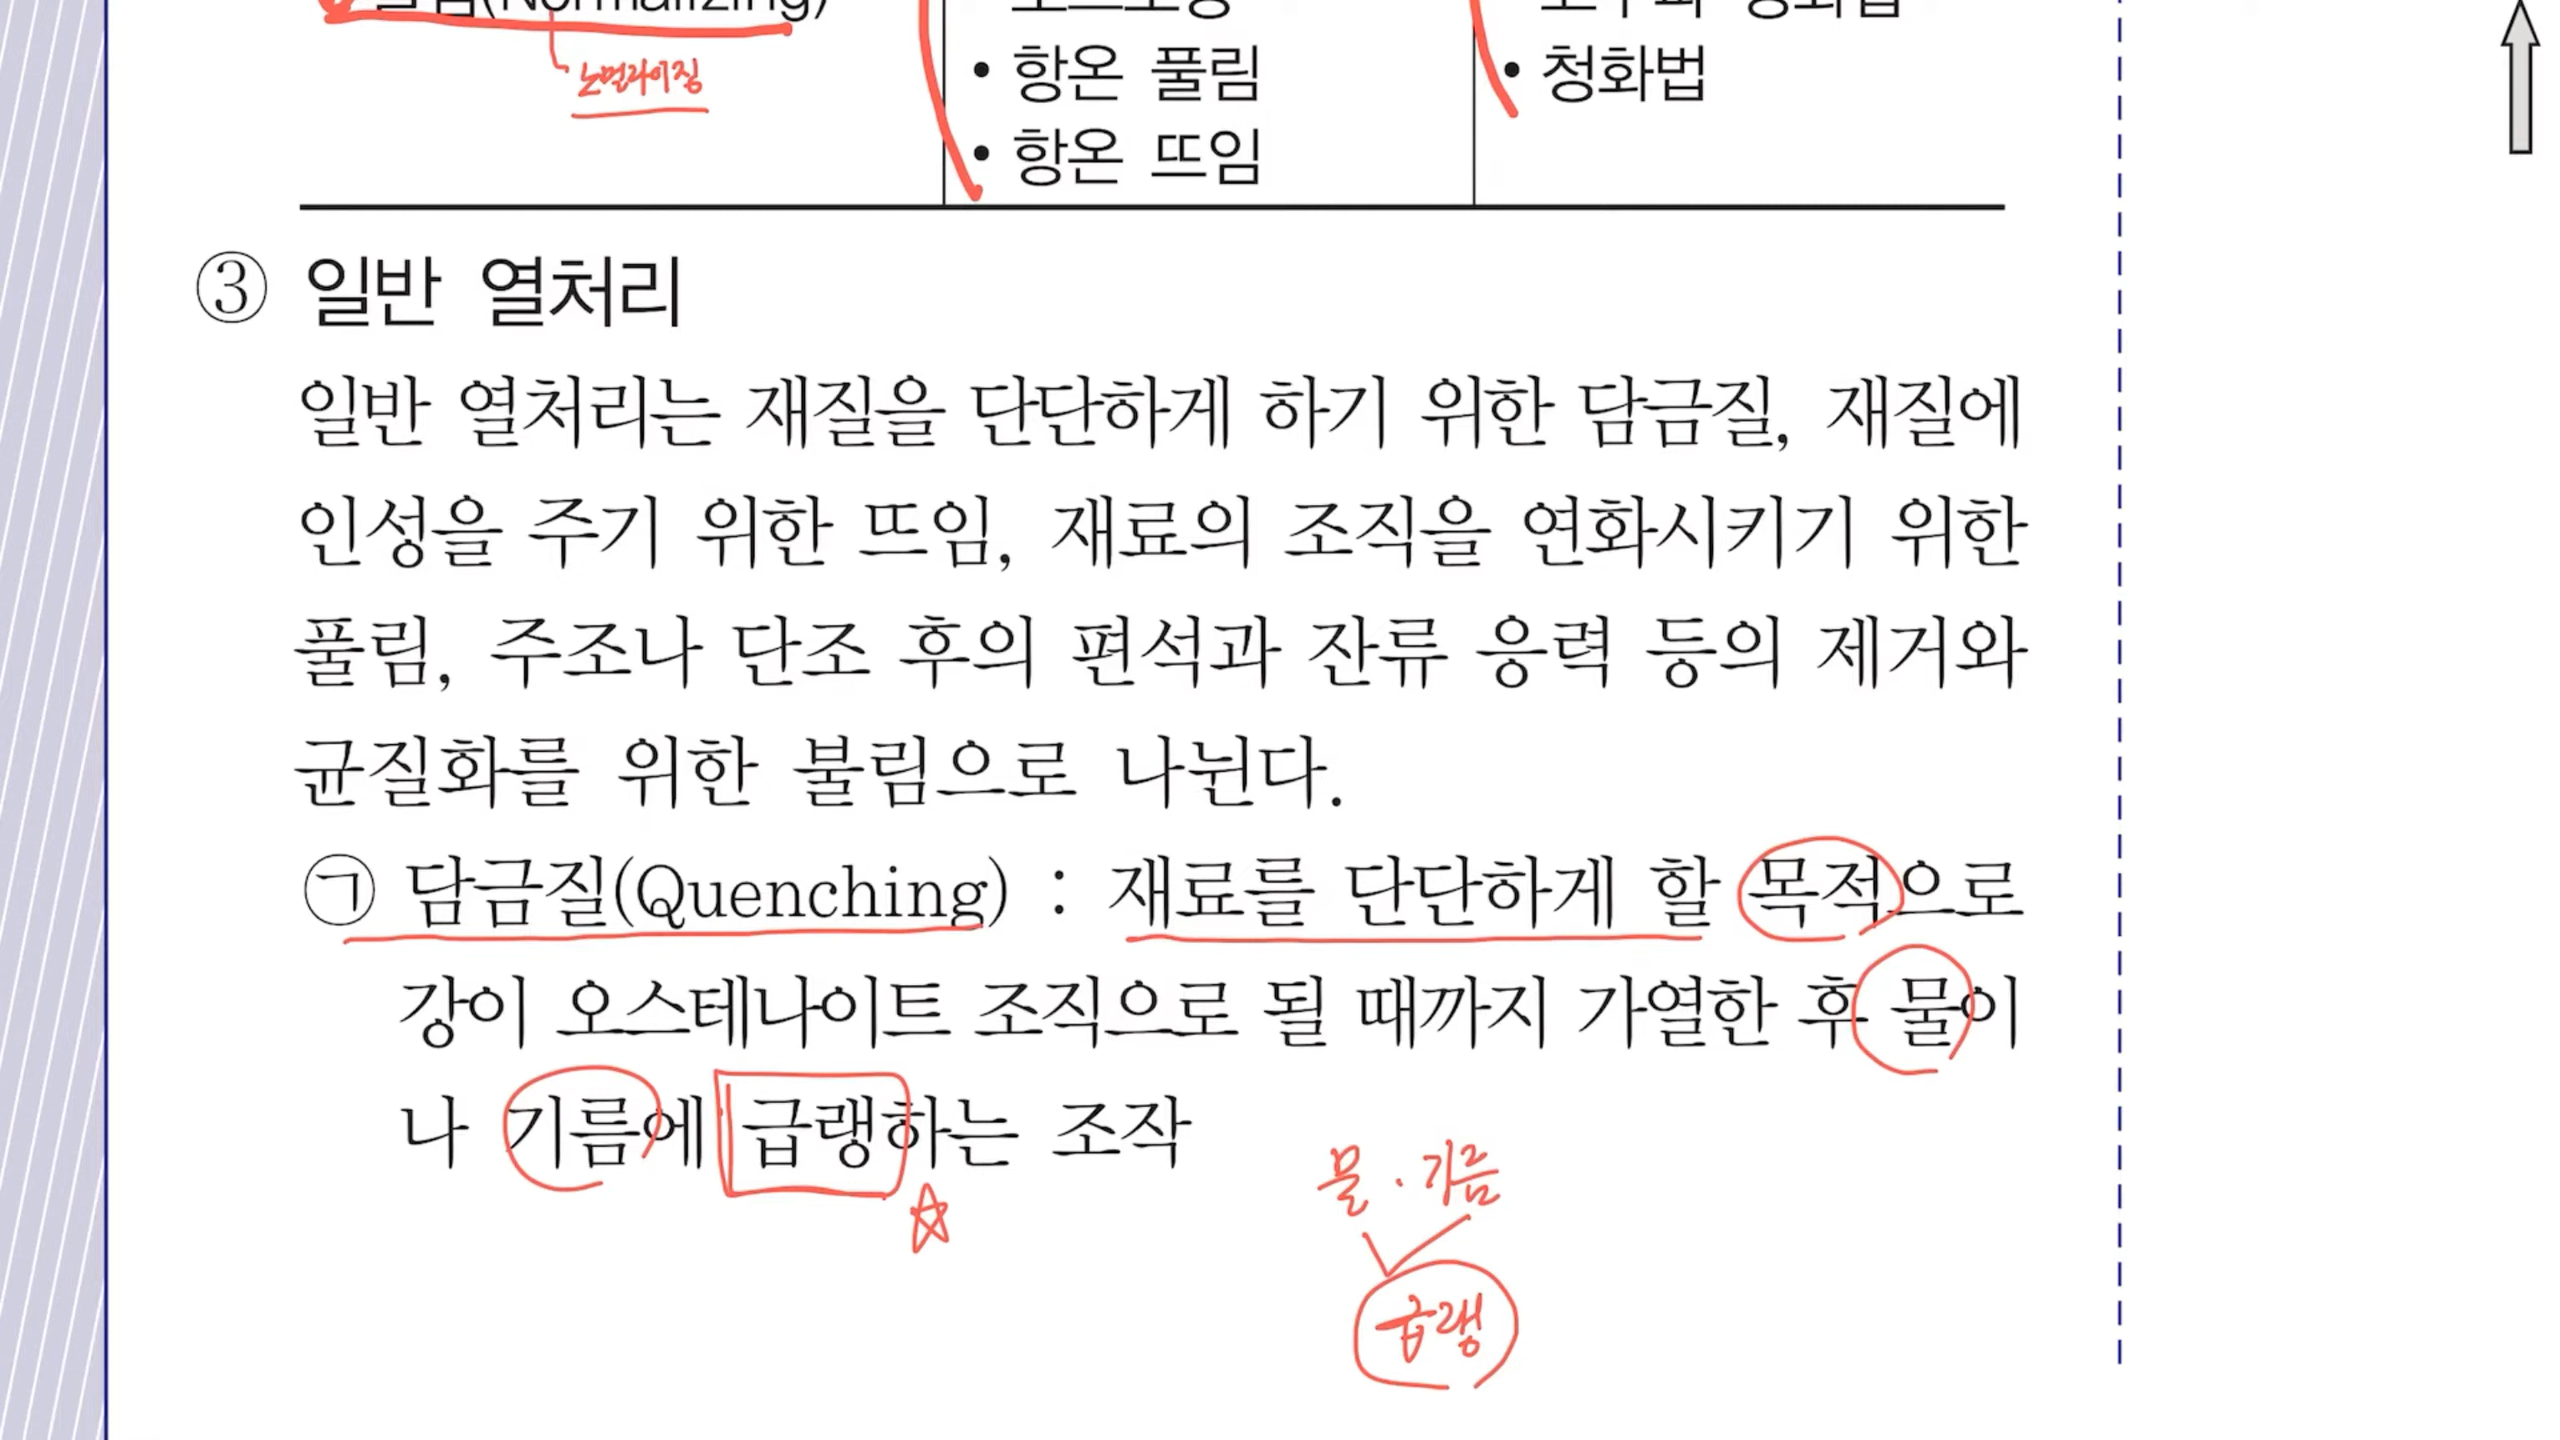 (Normalizing)
노멀라이징
• 항온 풀림
• 청화법
• 항온 뜨임
③ 일반 열처리
일반 열처리는 재질을 단단하게 하기 위한 담금질, 재질에
인성을 주기 위한 뜨임, 재료의 조직을 연화시키기 위한
풀림, 주조나 단조 후의 편석과 잔류 응력 등의 제거와
균질화를 위한 불림으로 나뉜다.
㉠ 담금질(Quenching) : 재료를 단단하게 할 목적으로
강이 오스테나이트 조직으로 될 때까지 가열한 후 물이
나 기름에 급랭하는 조작
물 · 기름
급랭